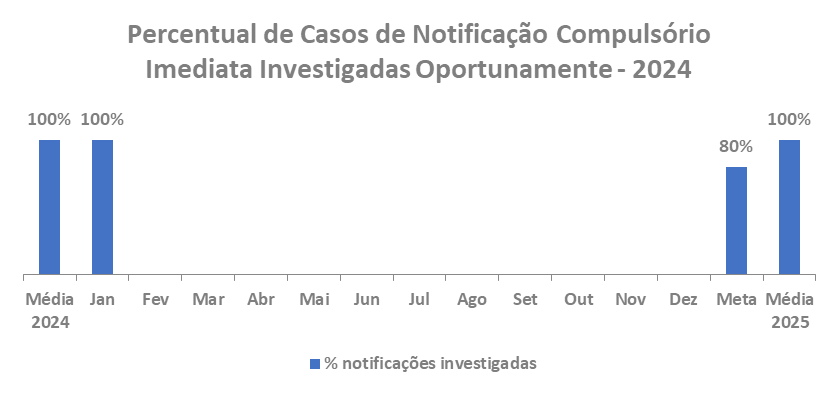 Percentual de Casos de Notificação Compulsório
Imediata Investigadas Oportunamente - 2024
100% 100% 80% 100%
Média Jan Fev Mar Abr Mai Jun Jul Ago Set Out Nov Dez Meta Média
2024 2025
% notificações investigadas